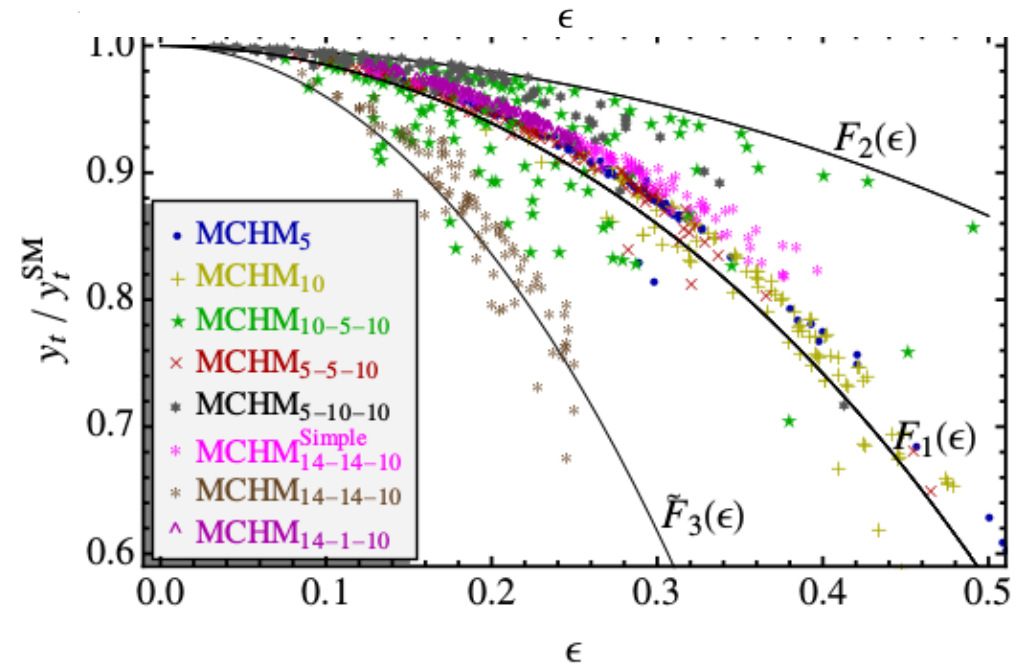 ϵ
1.0
0.9
0.8
0.7
0.6
y_t / y_t^SM
F_2(ϵ)
F_1(ϵ)
F̃_3(ϵ)
MCHM_5
MCHM_10
MCHM_10−5−10
MCHM_5−5−10
MCHM_5−10−10
MCHM_14−14−10^Simple
MCHM_14−14−10
MCHM_14−1−10
0.0 0.1 0.2 0.3 0.4 0.5
ϵ